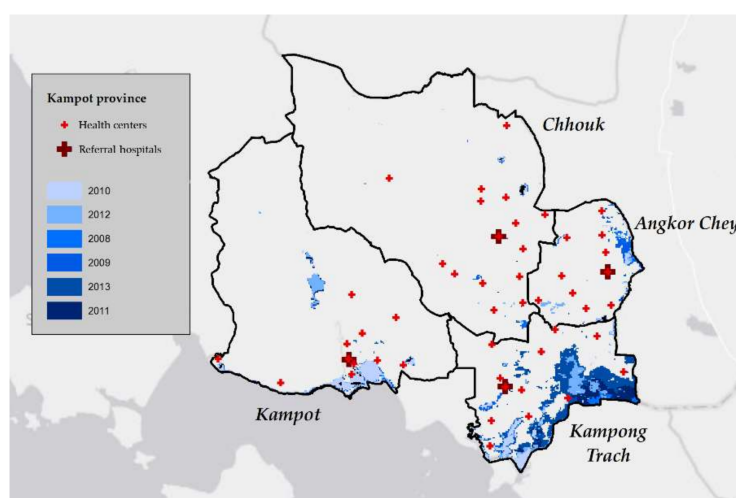 Kampot province
Health centers
Referral hospitals
2010
2012
2008
2009
2013
2011
Chhouk
Angkor Chey
Kampot
Kampong
Trach